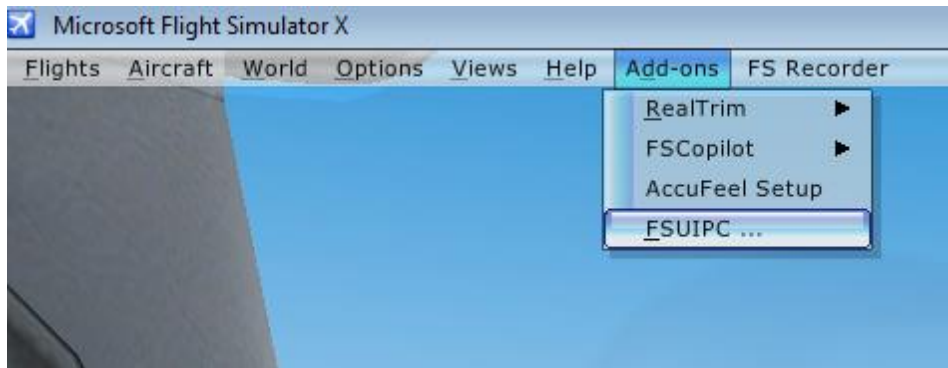 Microsoft Flight Simulator X
Flights Aircraft World Options Views Help Add-ons FS Recorder
RealTrim
FSCopilot
AccuFeel Setup
FSUIPC ...